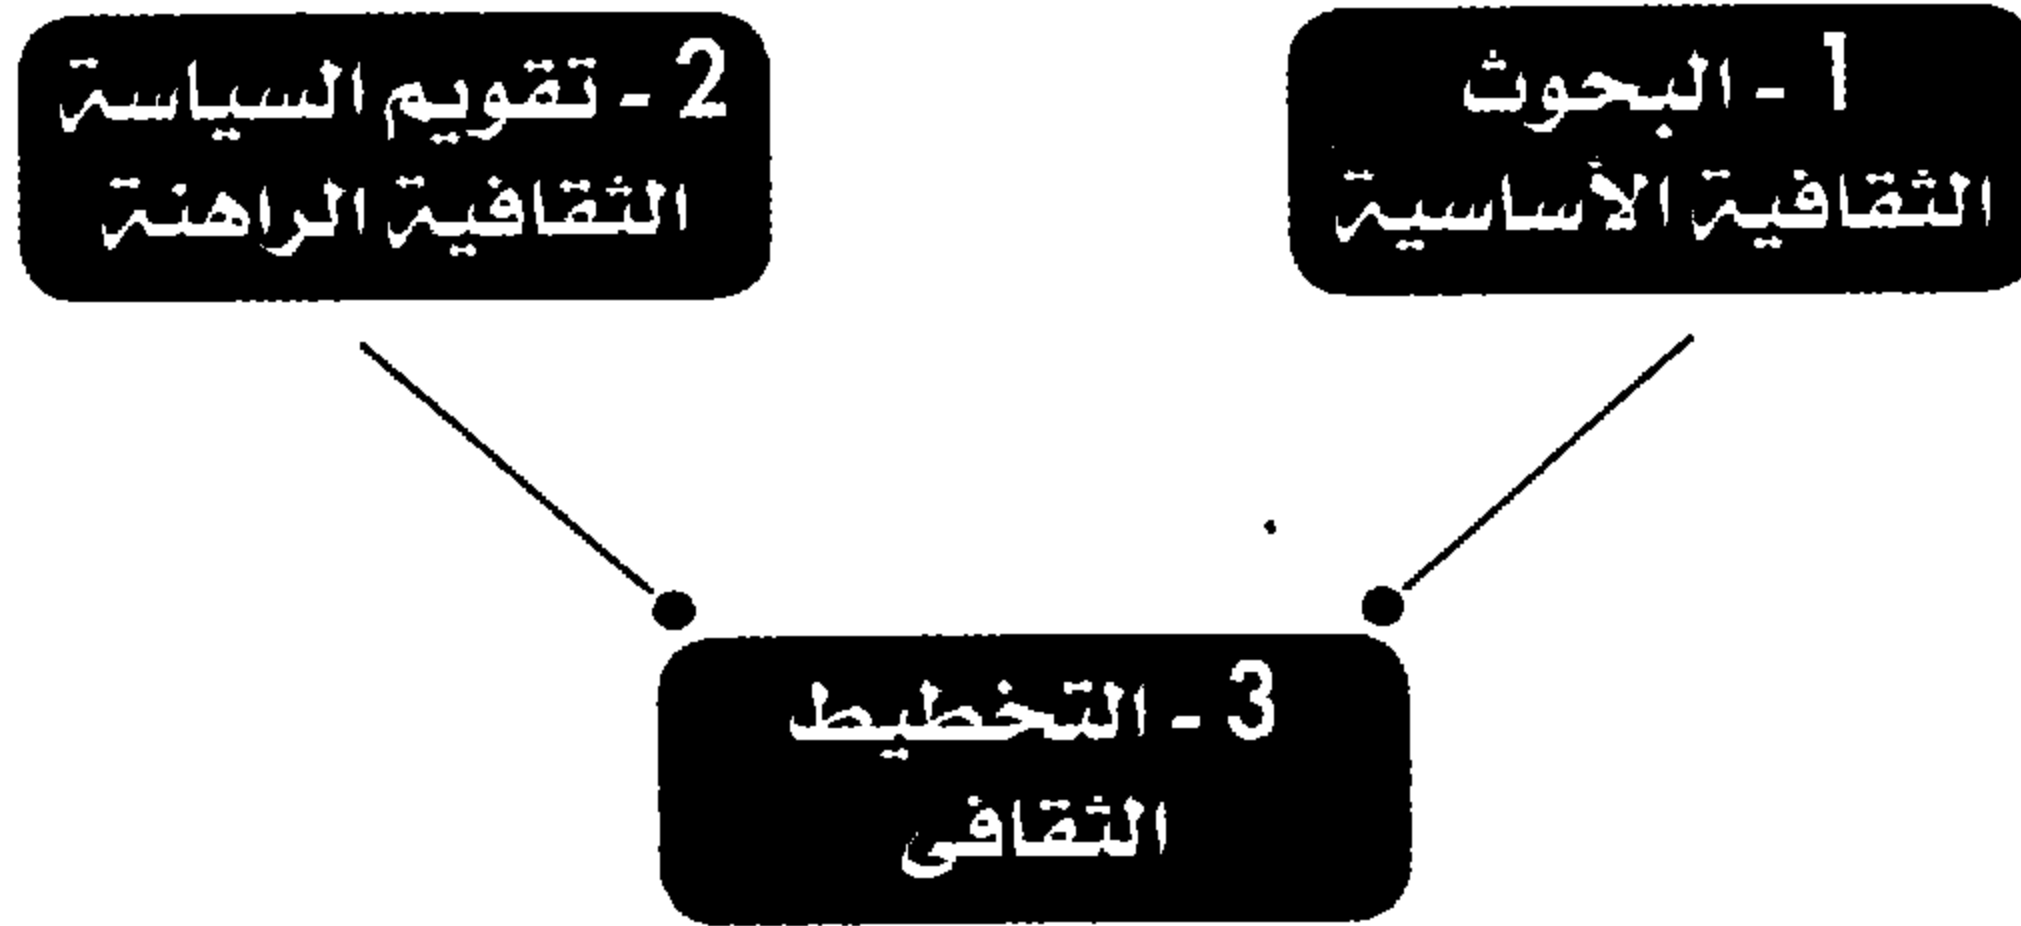 1 - البحوث
الثقافية الأساسية
2 - تقويم السياسة
الثقافية الراهنة
3 - التخطيط
الثقافى